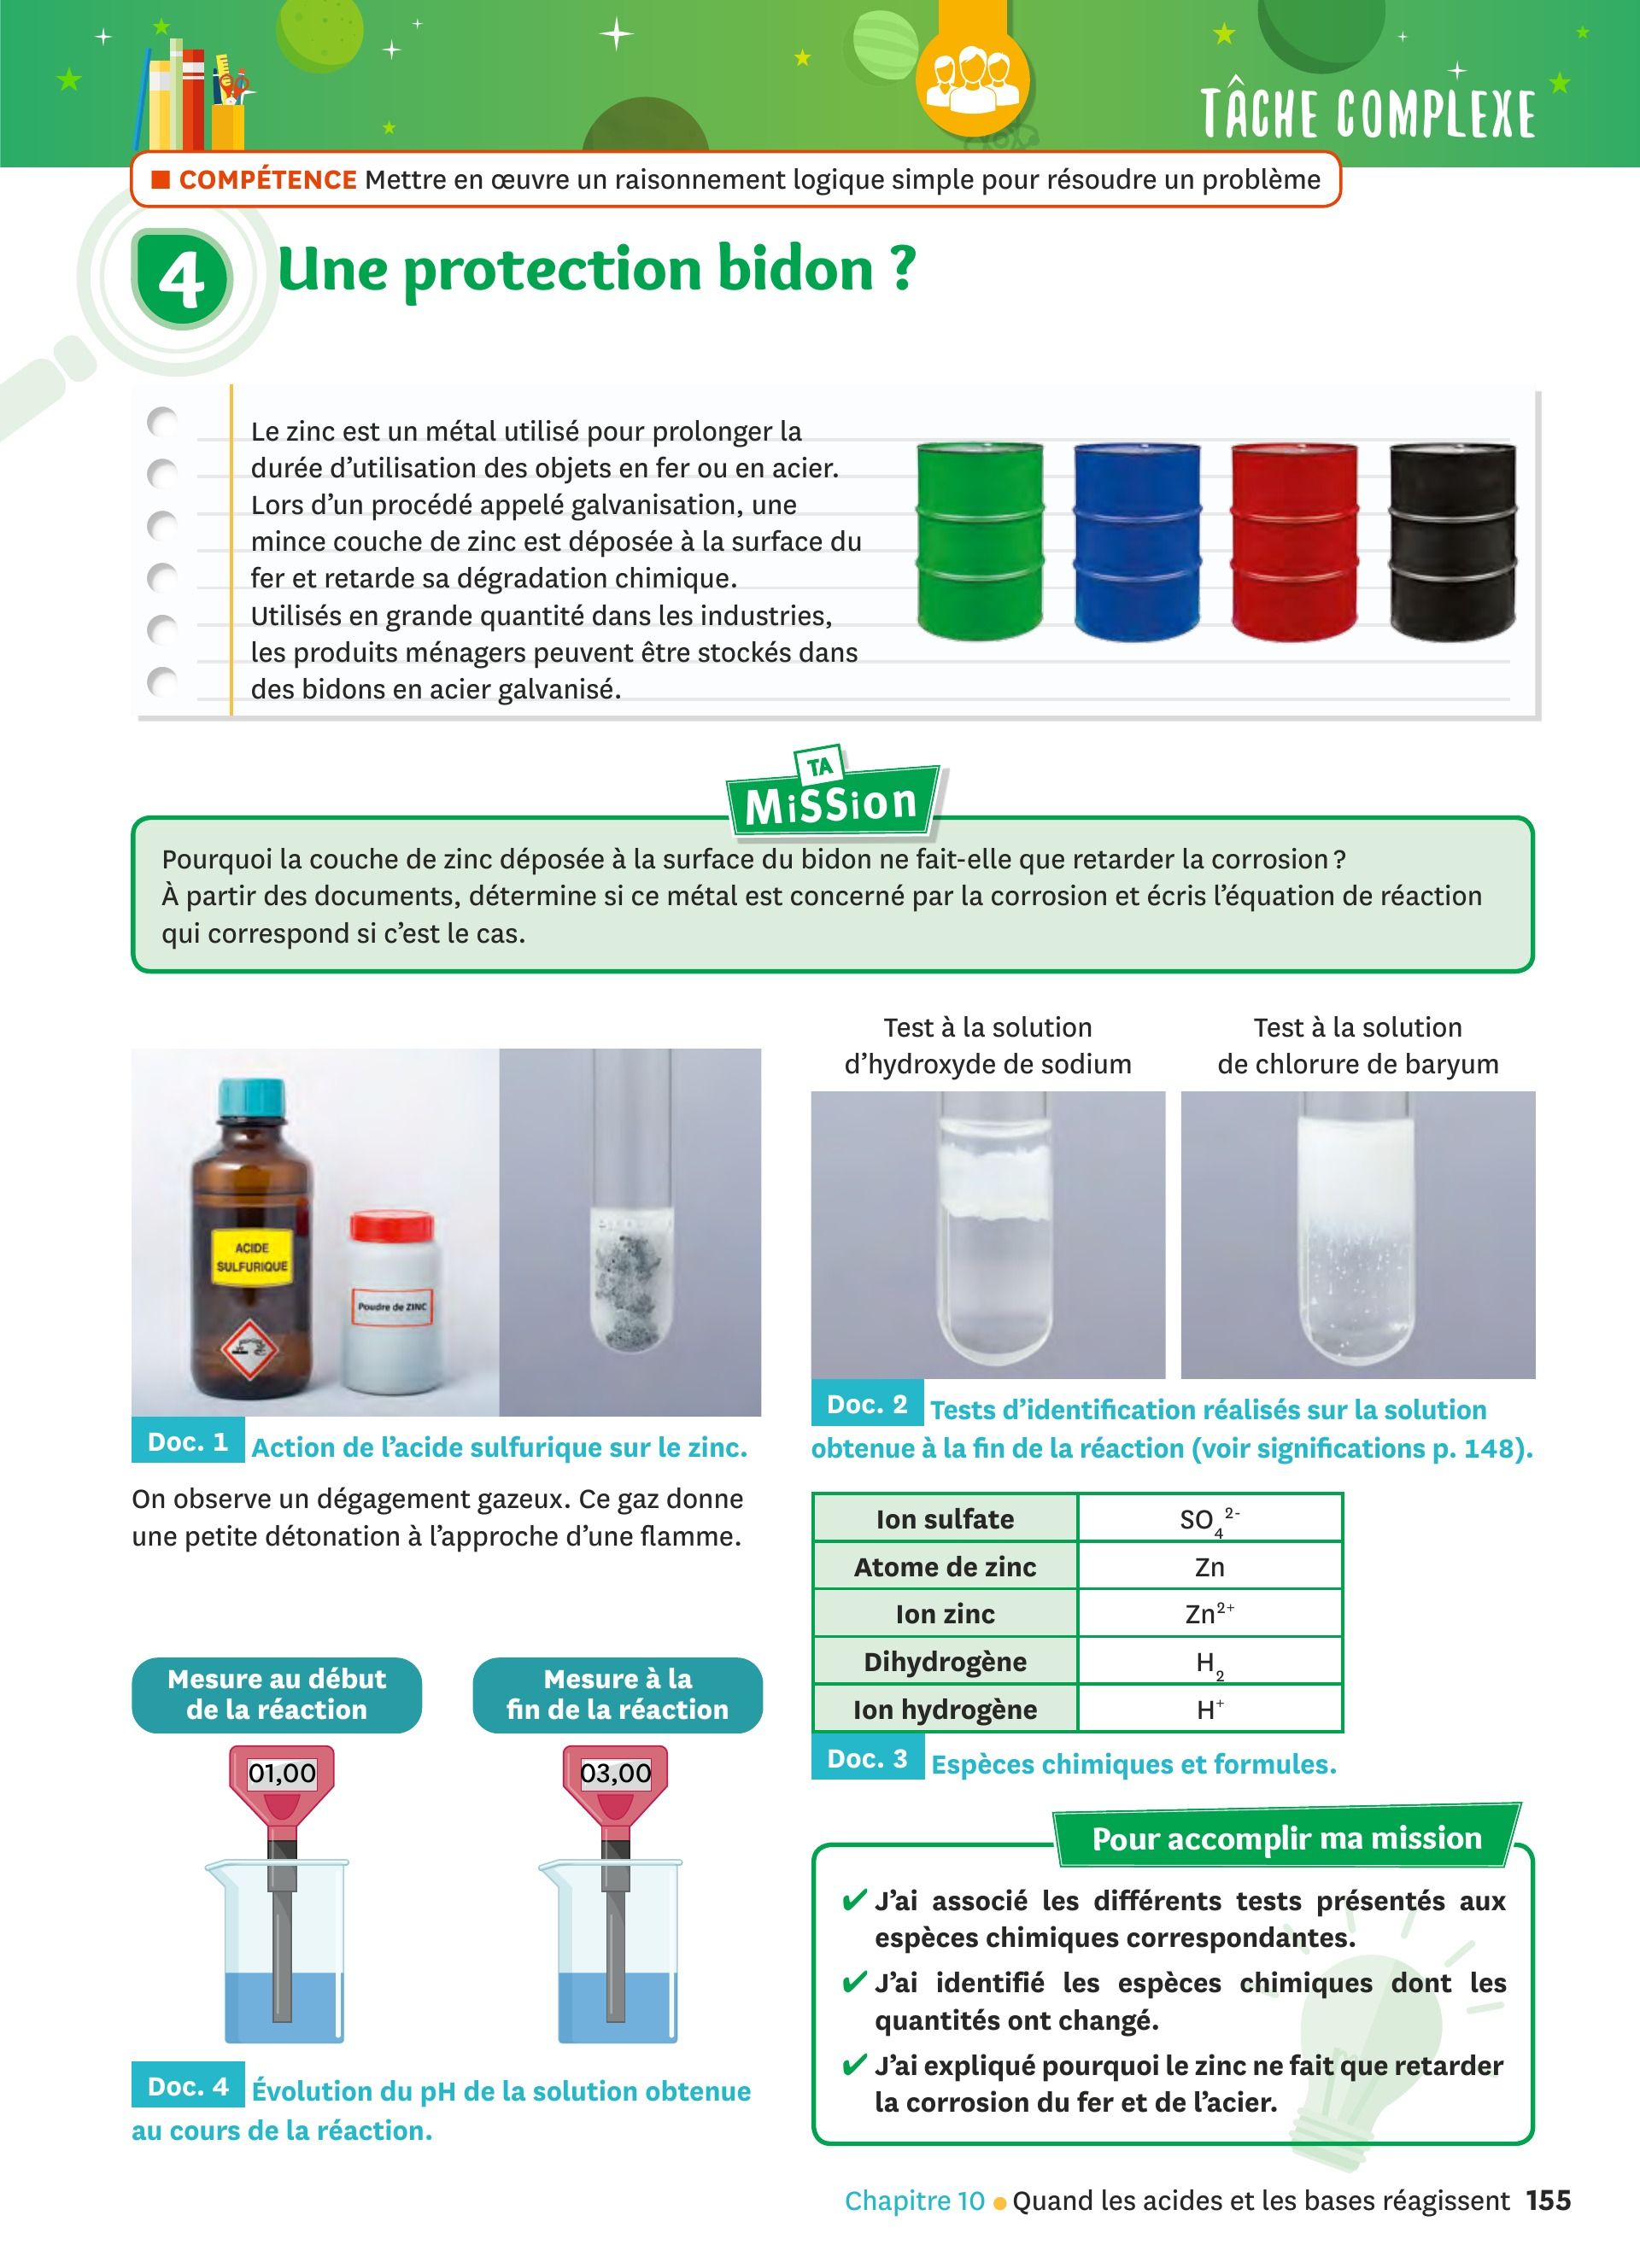 TÂCHE COMPLEXE
■ COMPÉTENCE Mettre en œuvre un raisonnement logique simple pour résoudre un problème
4 Une protection bidon ?
Le zinc est un métal utilisé pour prolonger la
durée d’utilisation des objets en fer ou en acier.
Lors d’un procédé appelé galvanisation, une
mince couche de zinc est déposée à la surface du
fer et retarde sa dégradation chimique.
Utilisés en grande quantité dans les industries,
les produits ménagers peuvent être stockés dans
des bidons en acier galvanisé.
TA
MiSSion
Pourquoi la couche de zinc déposée à la surface du bidon ne fait-elle que retarder la corrosion ?
À partir des documents, détermine si ce métal est concerné par la corrosion et écris l’équation de réaction
qui correspond si c’est le cas.
ACIDE
SULFURIQUE
Poudre de ZINC
Doc. 1 Action de l’acide sulfurique sur le zinc.
On observe un dégagement gazeux. Ce gaz donne
une petite détonation à l’approche d’une flamme.
Test à la solution
d’hydroxyde de sodium
Test à la solution
de chlorure de baryum
Doc. 2 Tests d’identification réalisés sur la solution
obtenue à la fin de la réaction (voir significations p. 148).
Ion sulfate SO₄²⁻
Atome de zinc Zn
Ion zinc Zn²⁺
Dihydrogène H₂
Ion hydrogène H⁺
Doc. 3 Espèces chimiques et formules.
Mesure au début
de la réaction
Mesure à la
fin de la réaction
01,00
03,00
Doc. 4 Évolution du pH de la solution obtenue
au cours de la réaction.
Pour accomplir ma mission
✔ J’ai associé les différents tests présentés aux
espèces chimiques correspondantes.
✔ J’ai identifié les espèces chimiques dont les
quantités ont changé.
✔ J’ai expliqué pourquoi le zinc ne fait que retarder
la corrosion du fer et de l’acier.
Chapitre 10 • Quand les acides et les bases réagissent 155